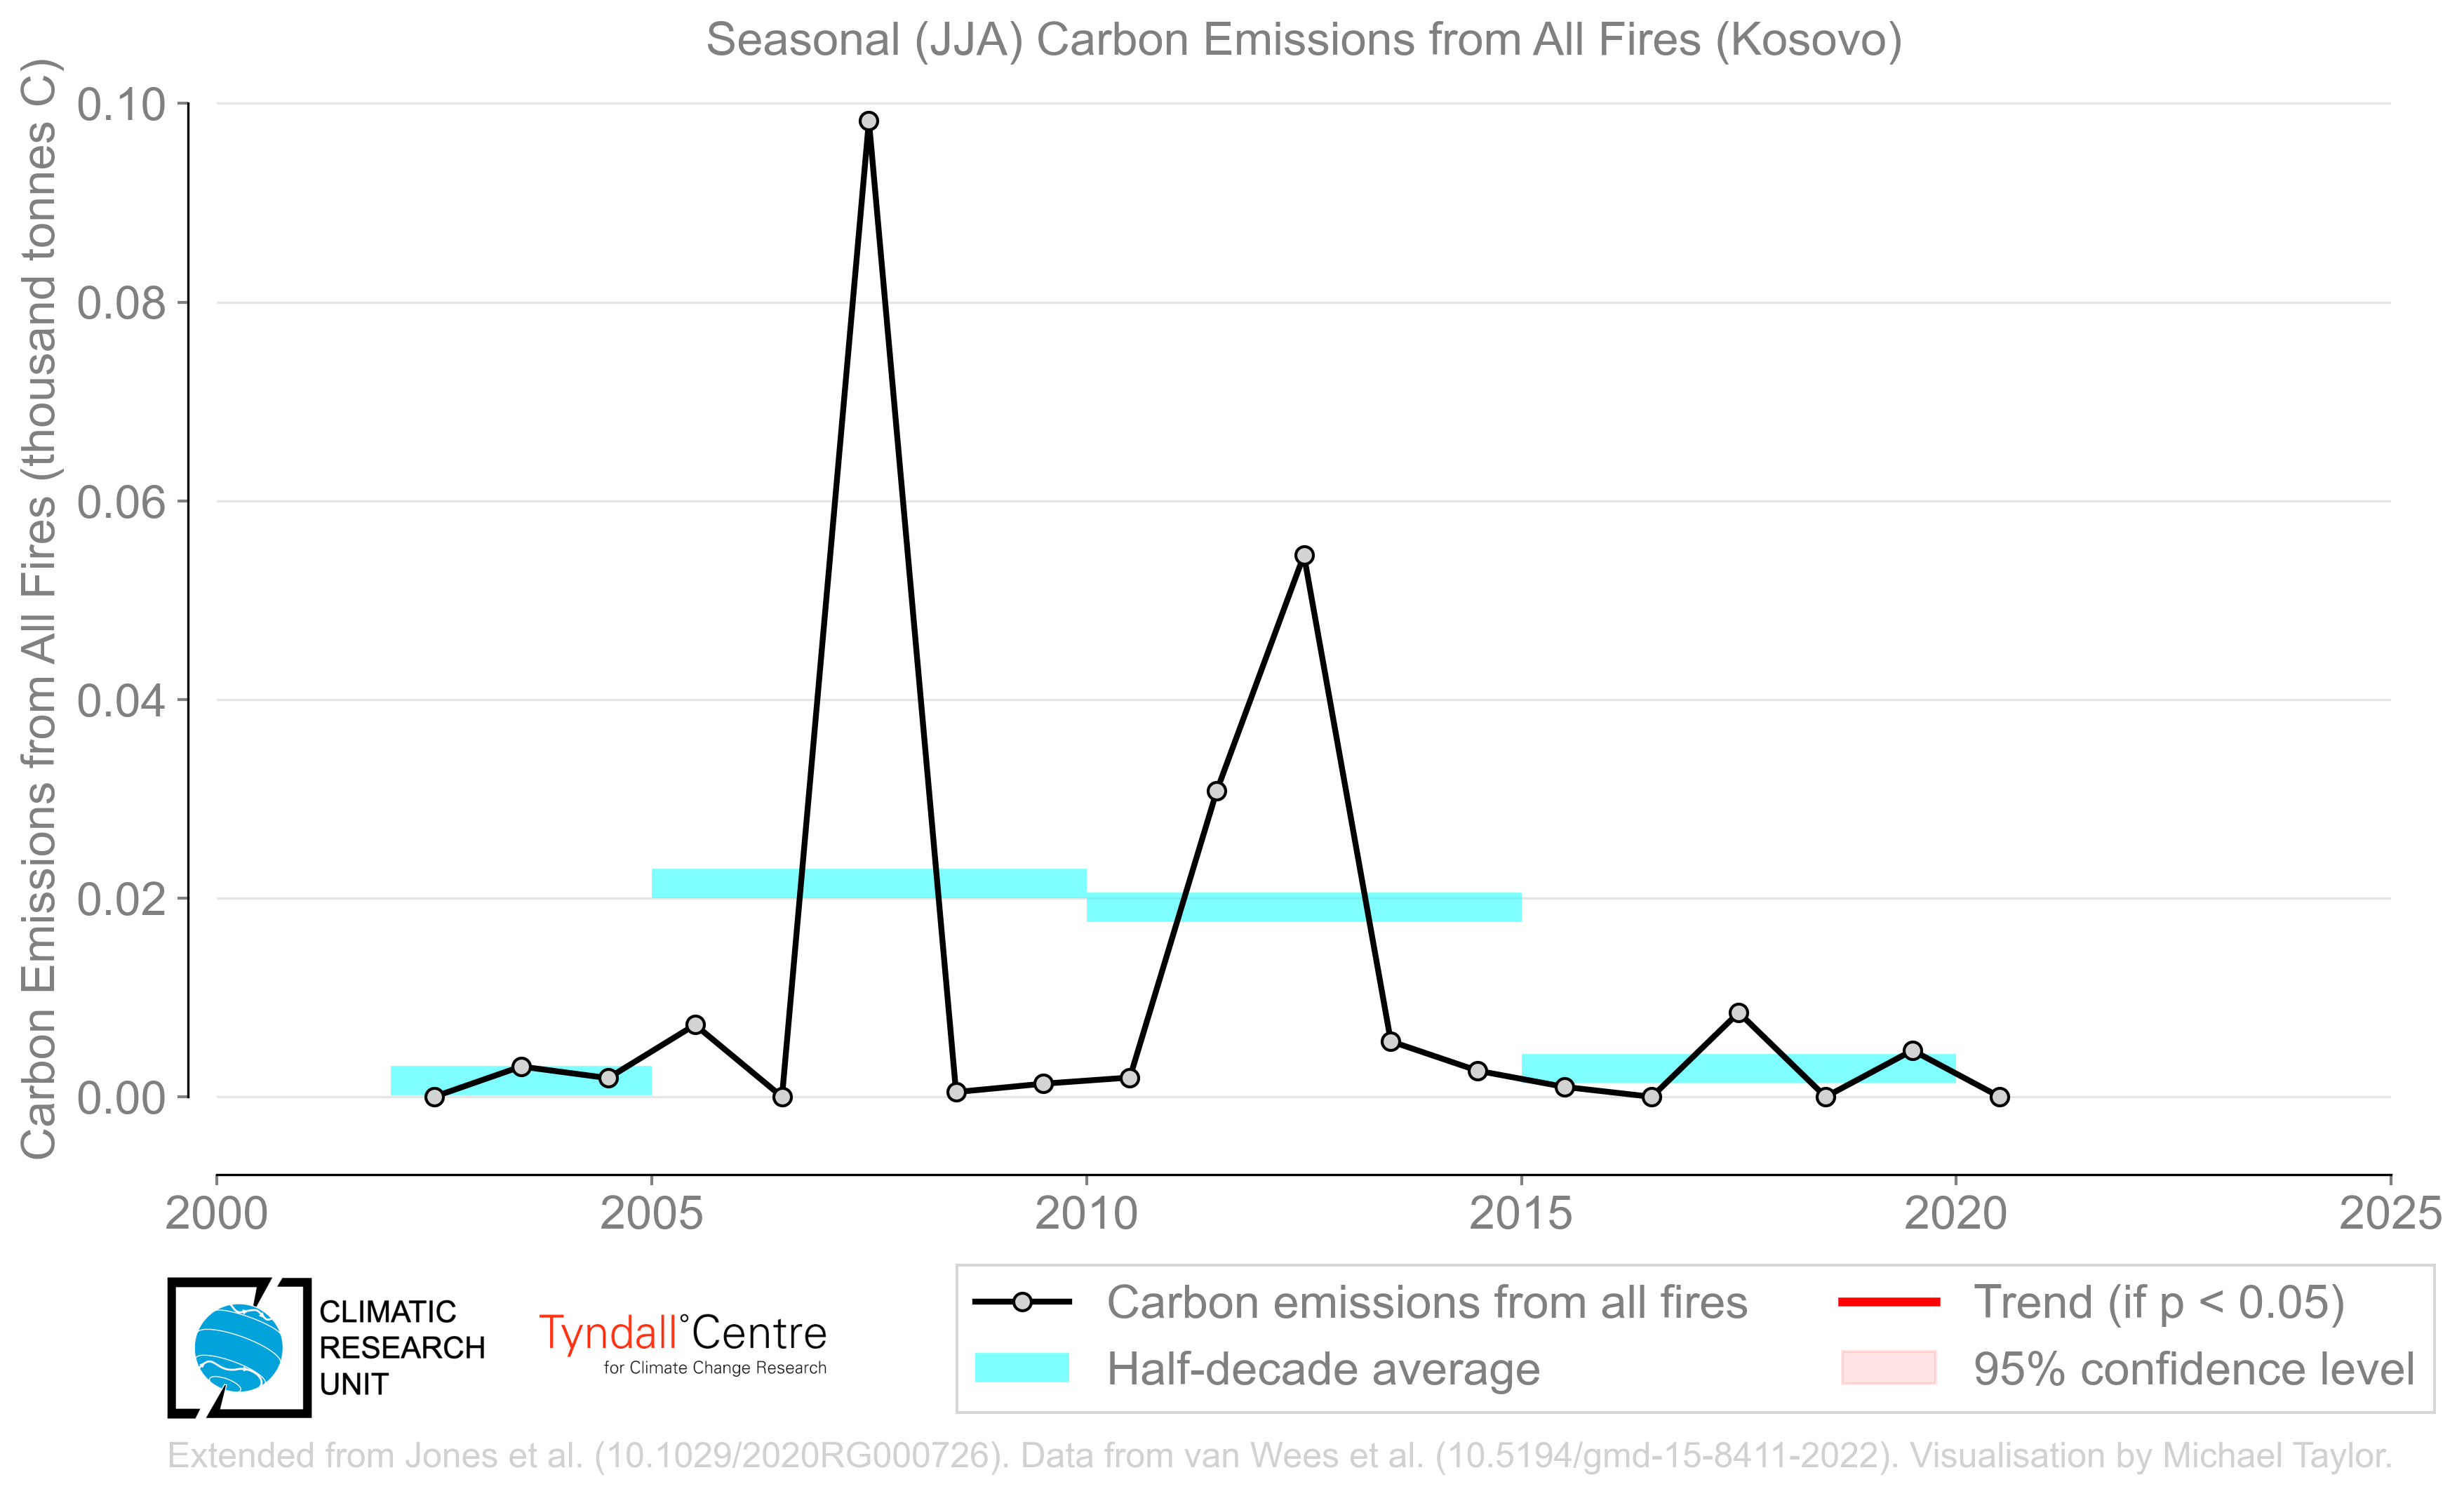 Seasonal (JJA) Carbon Emissions from All Fires (Kosovo)
Carbon Emissions from All Fires (thousand tonnes C)
0.10
0.08
0.06
0.04
0.02
0.00
2000
2005
2010
2015
2020
2025
CLIMATIC
RESEARCH
UNIT
Tyndall°Centre
for Climate Change Research
Carbon emissions from all fires
Half-decade average
Trend (if p < 0.05)
95% confidence level
Extended from Jones et al. (10.1029/2020RG000726). Data from van Wees et al. (10.5194/gmd-15-8411-2022). Visualisation by Michael Taylor.